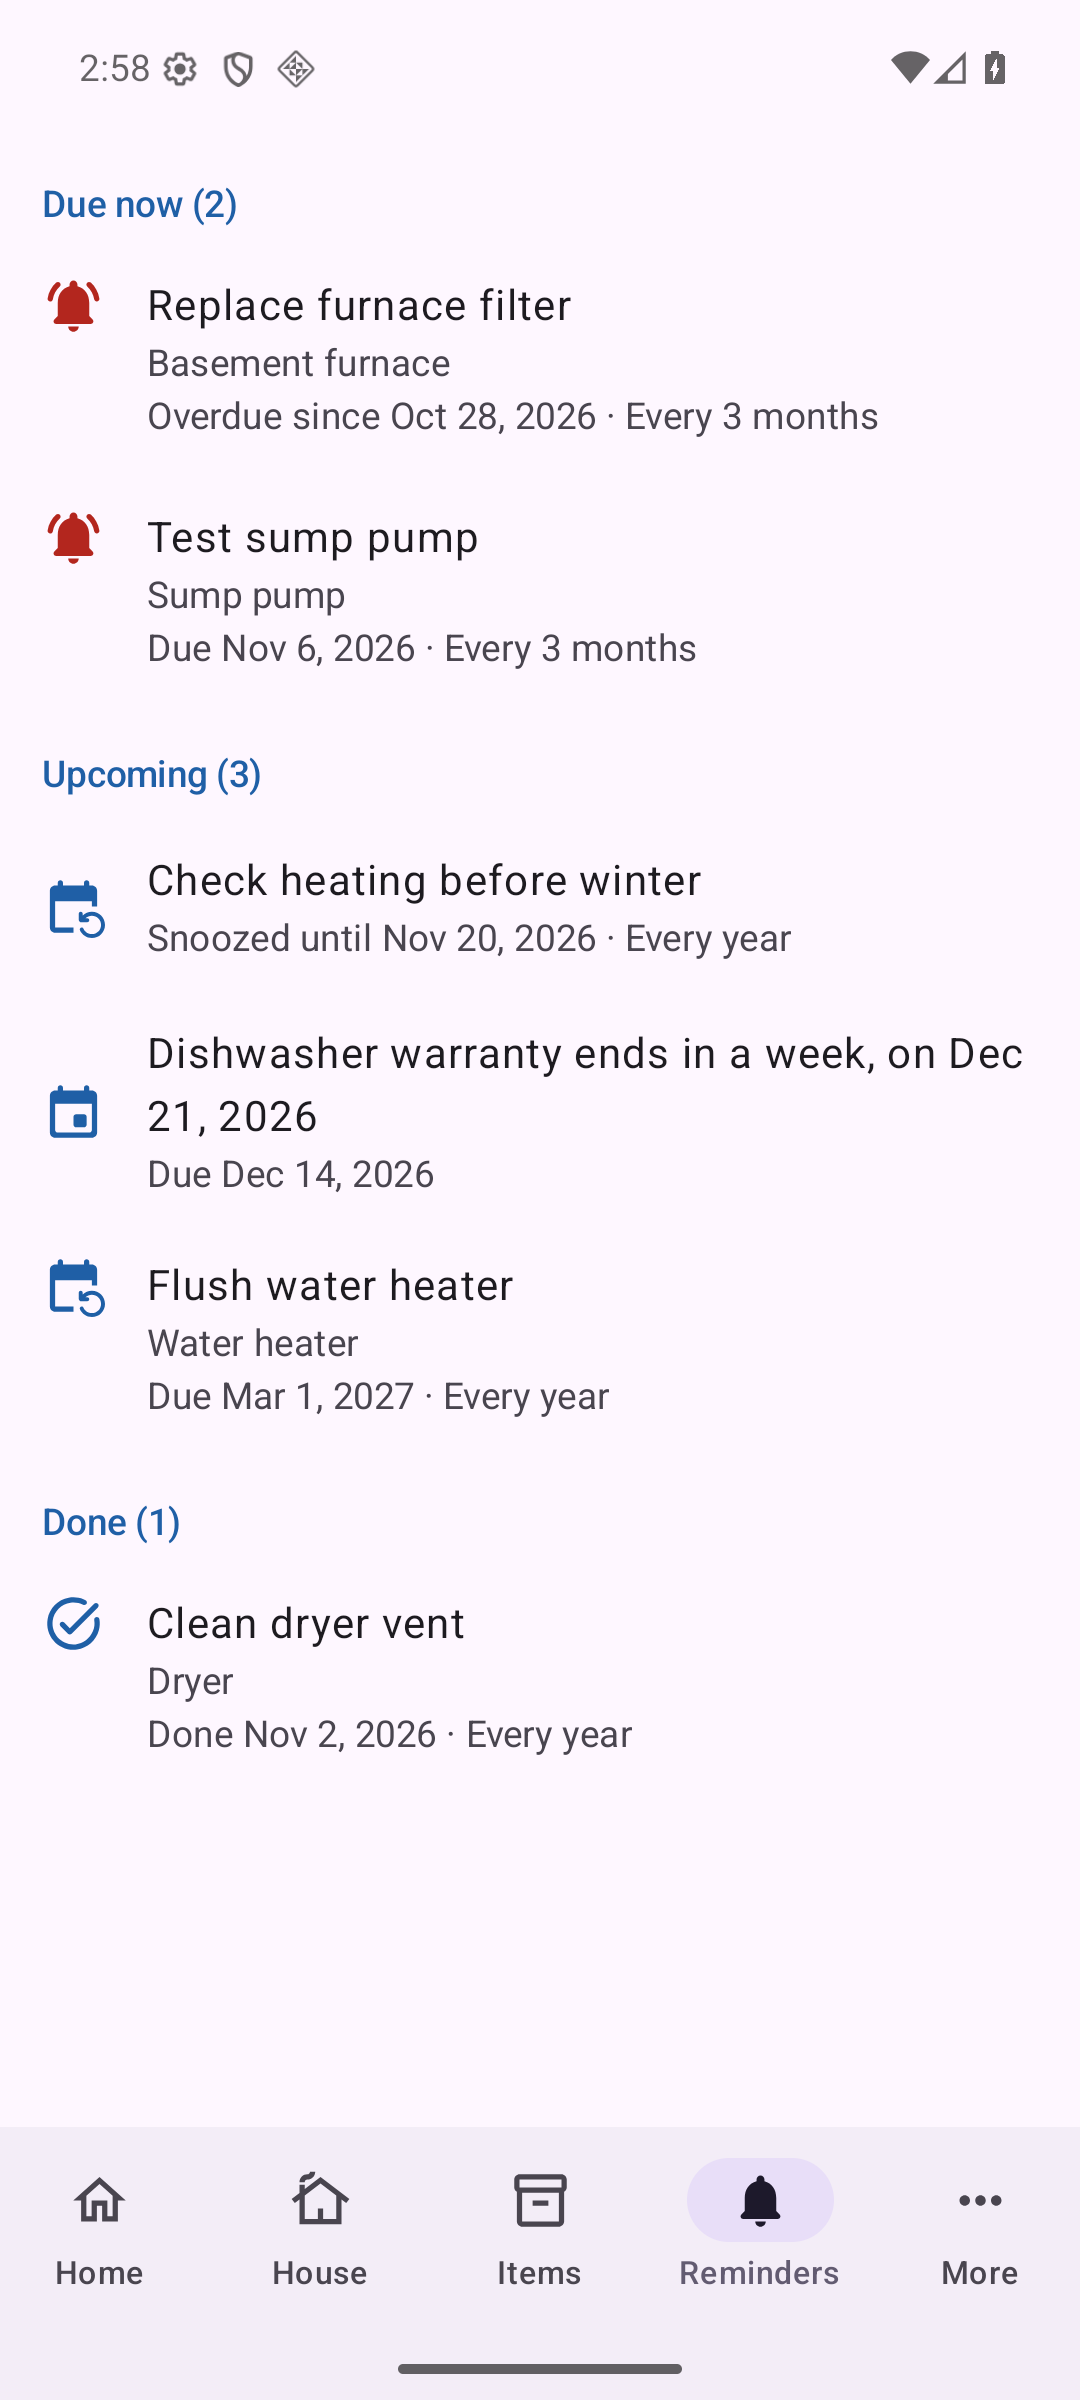 2:58
Due now (2)
Replace furnace filter
Basement furnace
Overdue since Oct 28, 2026 · Every 3 months
Test sump pump
Sump pump
Due Nov 6, 2026 · Every 3 months
Upcoming (3)
Check heating before winter
Snoozed until Nov 20, 2026 · Every year
Dishwasher warranty ends in a week, on Dec
21, 2026
Due Dec 14, 2026
Flush water heater
Water heater
Due Mar 1, 2027 · Every year
Done (1)
Clean dryer vent
Dryer
Done Nov 2, 2026 · Every year
Home House Items Reminders More